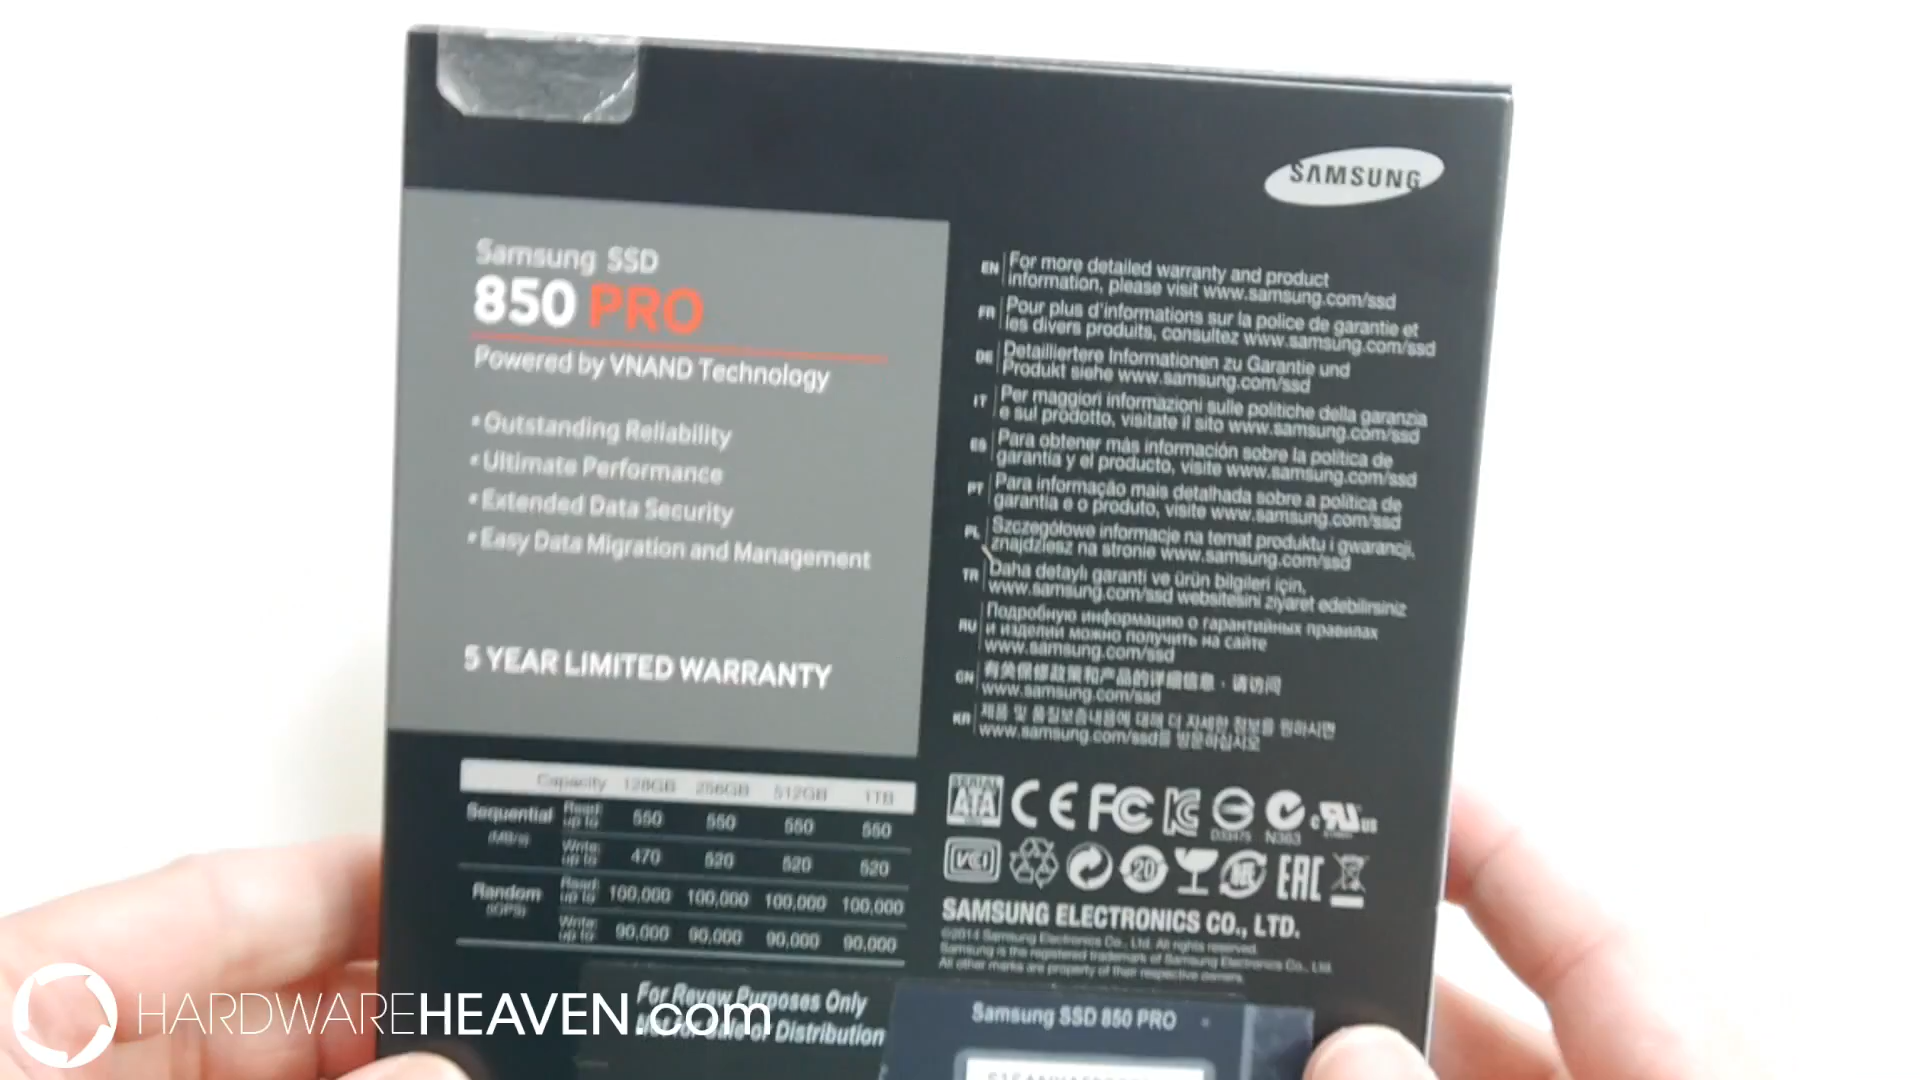 SAMSUNG
Samsung SSD
850 PRO
Powered by VNAND Technology
• Outstanding Reliability
• Ultimate Performance
• Extended Data Security
• Easy Data Migration and Management
5 YEAR LIMITED WARRANTY
EN For more detailed warranty and product
information, please visit www.samsung.com/ssd
FR Pour plus d'informations sur la police de garantie et
les divers produits, consultez www.samsung.com/ssd
DE Detailliertere Informationen zu Garantie und
Produkt siehe www.samsung.com/ssd
IT Per maggiori informazioni sulle politiche della garanzia
e sul prodotto, visitate il sito www.samsung.com/ssd
ES Para obtener más información sobre la política de
garantía y el producto, visite www.samsung.com/ssd
PT Para informação mais detalhada sobre a política de
garantia e o produto, visite www.samsung.com/ssd
PL Szczegółowe informacje na temat produktu i gwarancji,
znajdziesz na stronie www.samsung.com/ssd
TR Daha detaylı garanti ve ürün bilgileri için,
www.samsung.com/ssd websitesini ziyaret edebilirsiniz
RU Подробную информацию о гарантийных правилах
и изделий можно получить на сайте
www.samsung.com/ssd
CN 有关保修政策和产品的详细信息，请访问
www.samsung.com/ssd
KR 제품 및 품질보증내용에 대해 더 자세한 정보를 원하시면
www.samsung.com/ssd를 방문하십시오
Capacity 128GB 256GB 512GB 1TB
Sequential (MB/s) Read up to 550 550 550 550
Write up to 470 520 520 520
Random (IOPS) Read up to 100,000 100,000 100,000 100,000
Write up to 90,000 90,000 90,000 90,000
SERIAL ATA CE FC KC D33475 N363 c us
VCI 20 EAC
SAMSUNG ELECTRONICS CO., LTD.
©2014 Samsung Electronics Co., Ltd. All rights reserved.
Samsung is the registered trademark of Samsung Electronics Co., Ltd.
All other marks are property of their respective owners.
For Review Purposes Only
Not for Sale or Distribution
Samsung SSD 850 PRO
HARDWAREHEAVEN.com